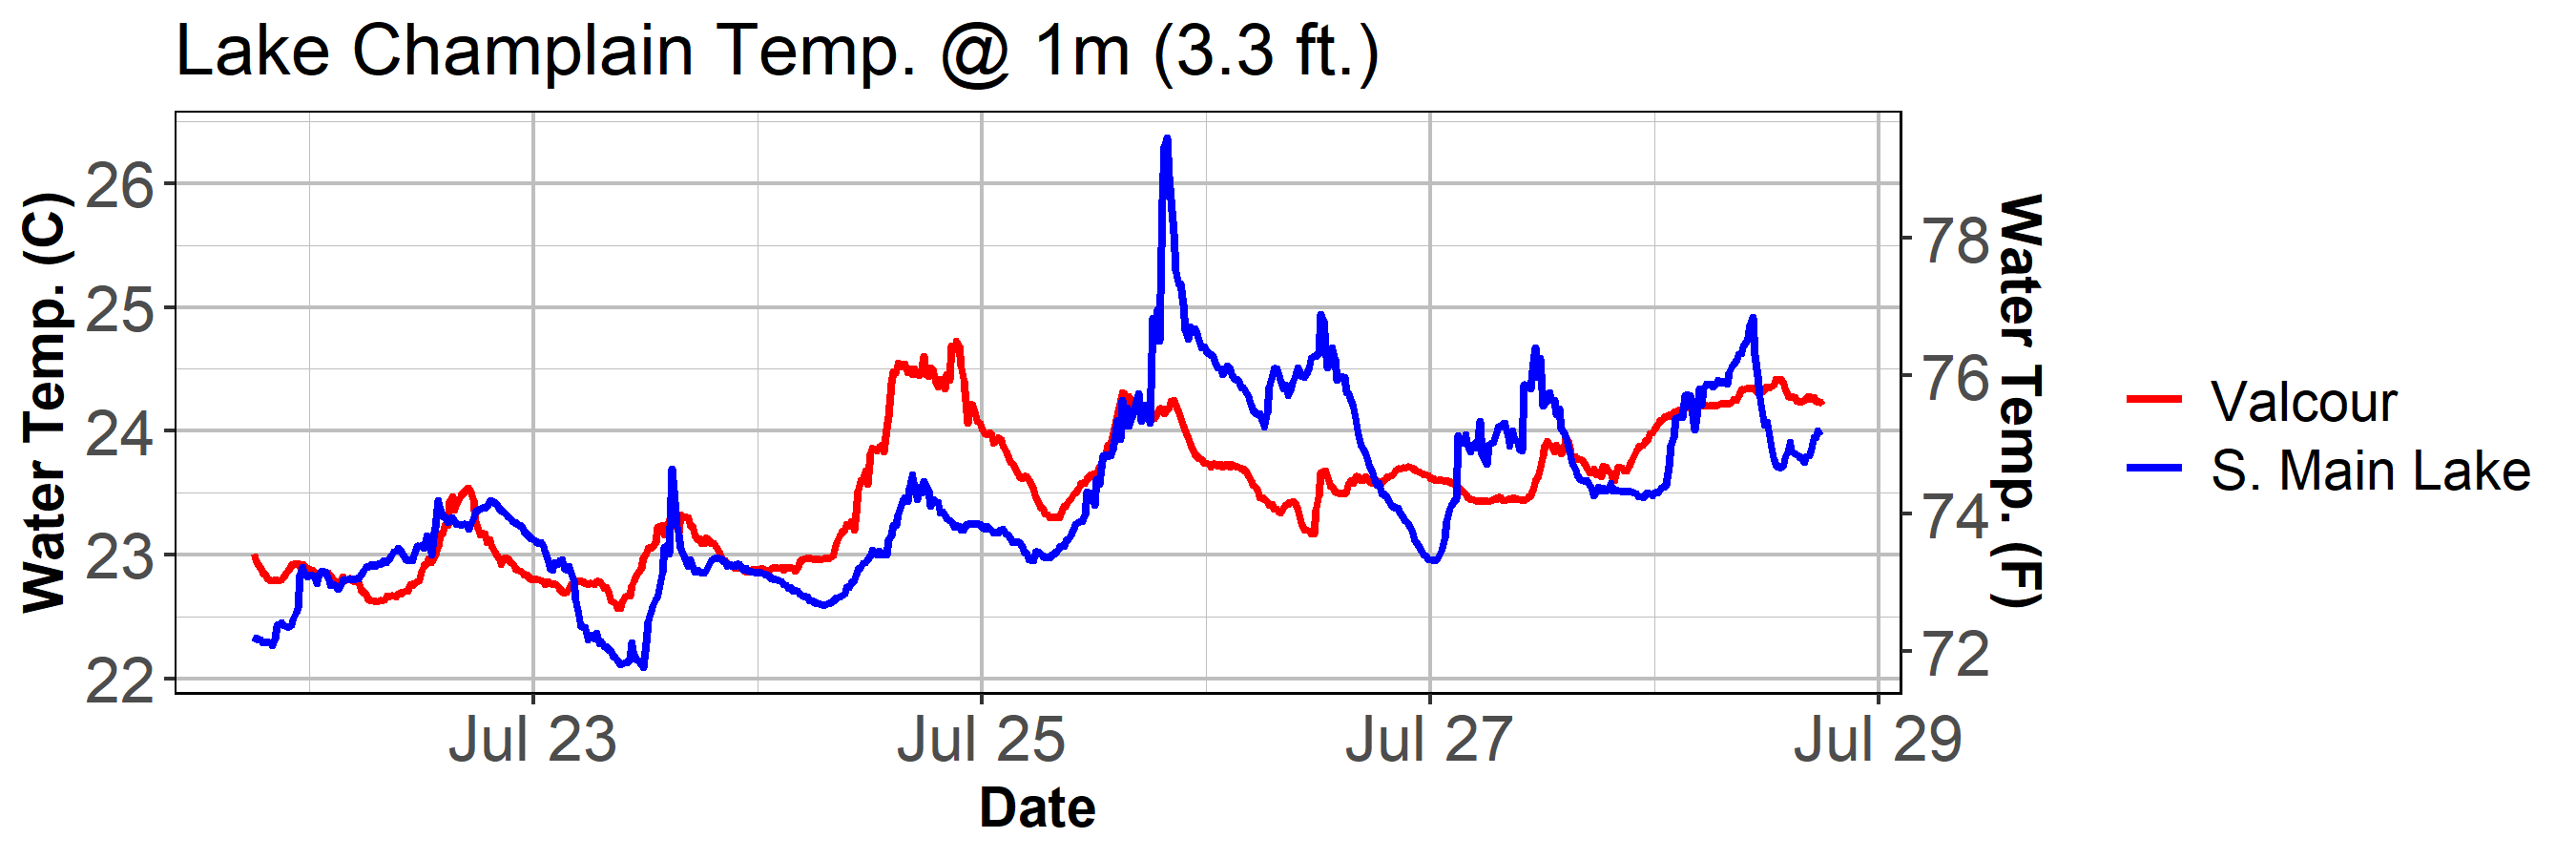 Lake Champlain Temp. @ 1m (3.3 ft.)
Water Temp. (C)
26
25
24
23
22
78
76
74
72
Water Temp. (F)
Jul 23
Jul 25
Jul 27
Jul 29
Date
Valcour
S. Main Lake